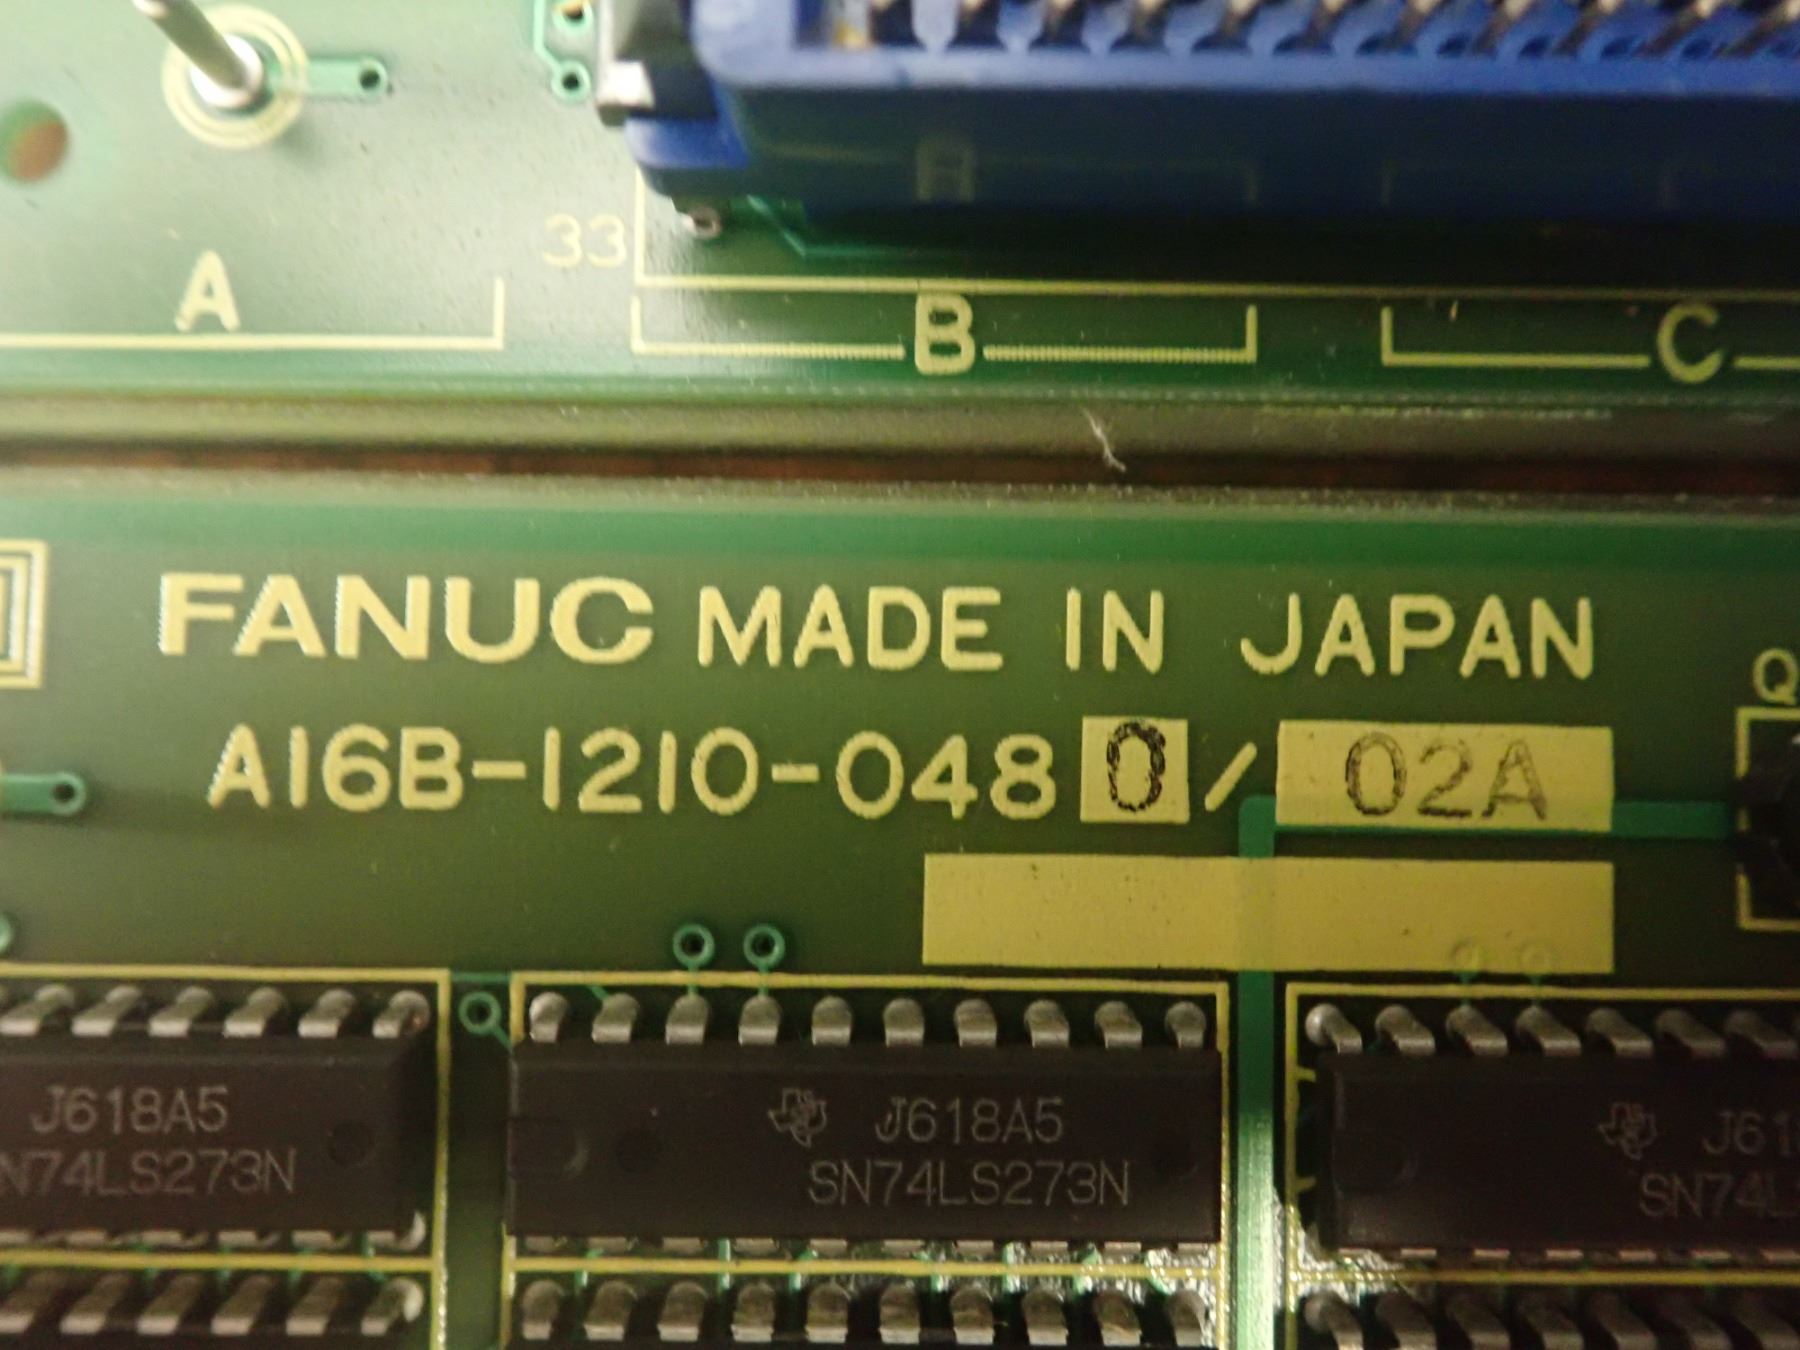 33
A
B
C
FANUC MADE IN JAPAN
A16B-1210-0480/02A
Q
J618A5
N74LS273N
J618A5
SN74LS273N
J61
SN74L